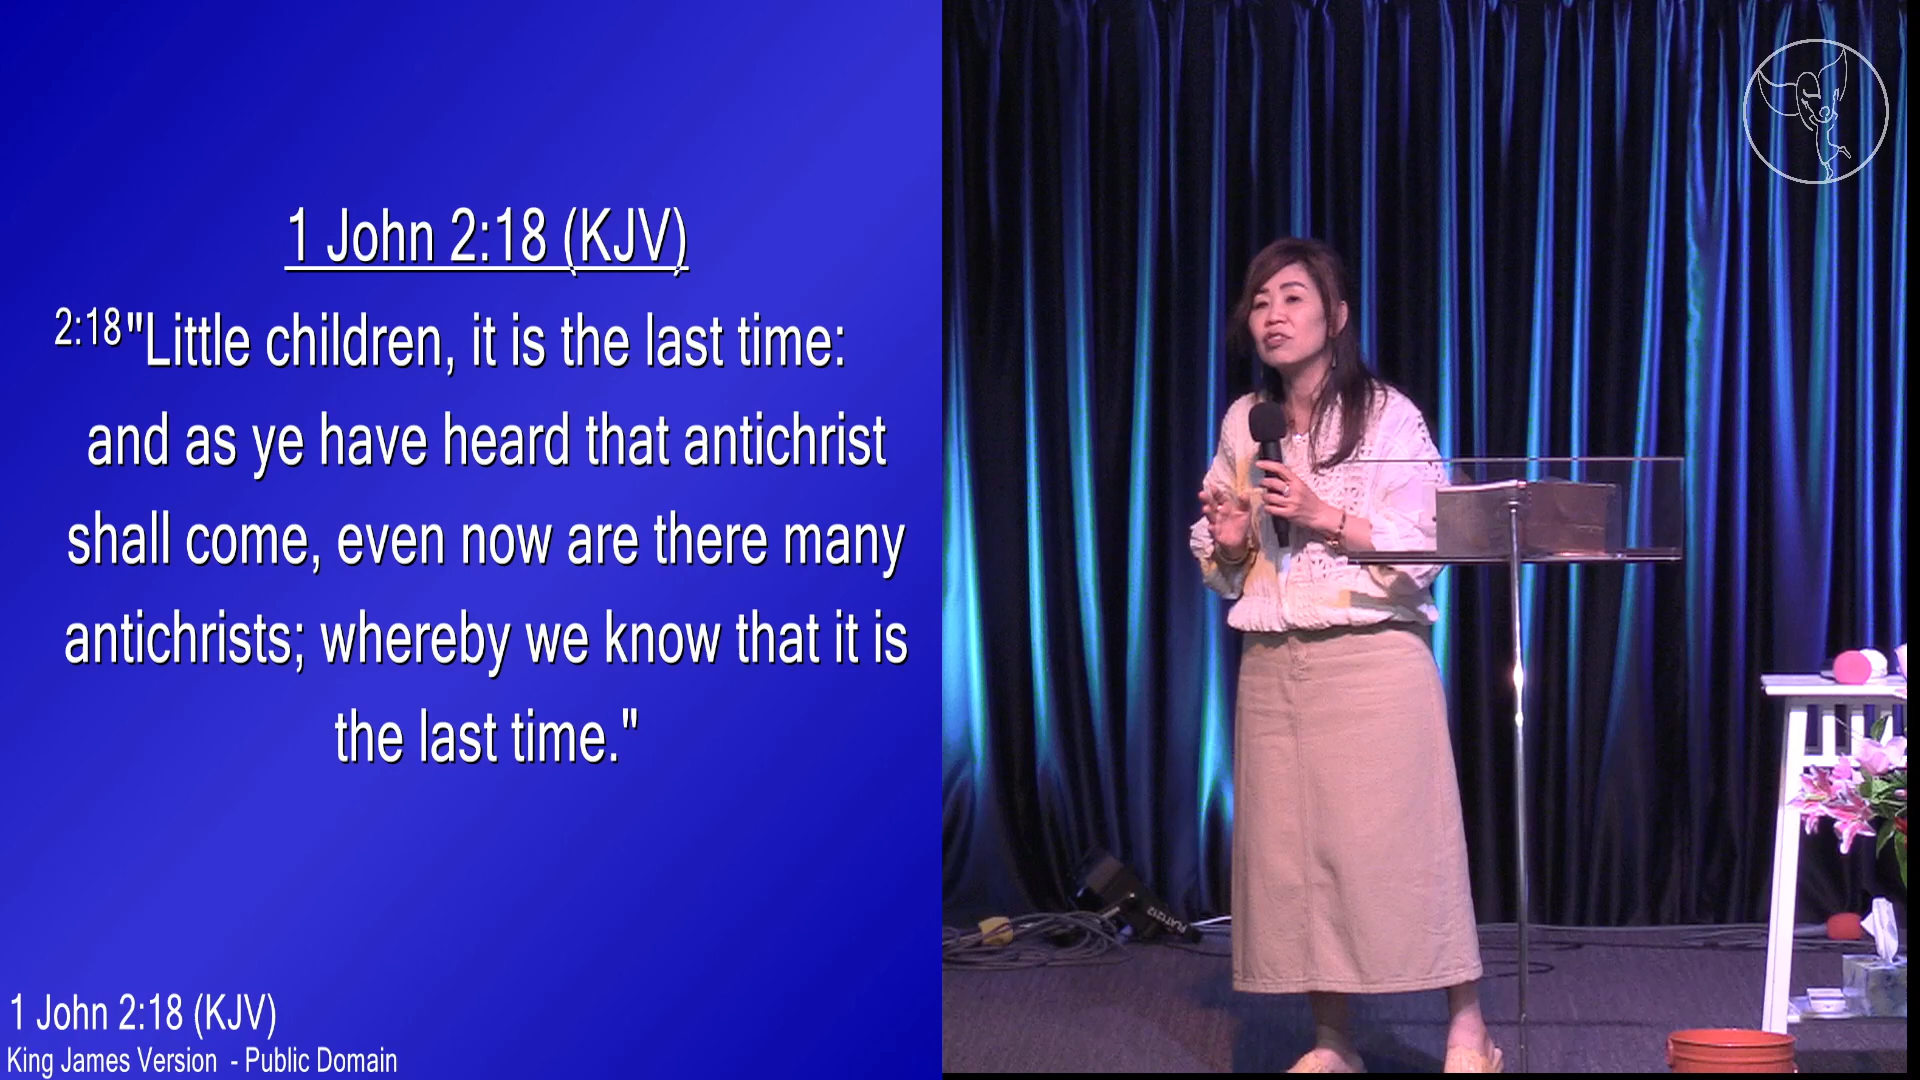 1 John 2:18 (KJV)
2:18"Little children, it is the last time:
and as ye have heard that antichrist
shall come, even now are there many
antichrists; whereby we know that it is
the last time."
1 John 2:18 (KJV)
King James Version - Public Domain
PLAT1212